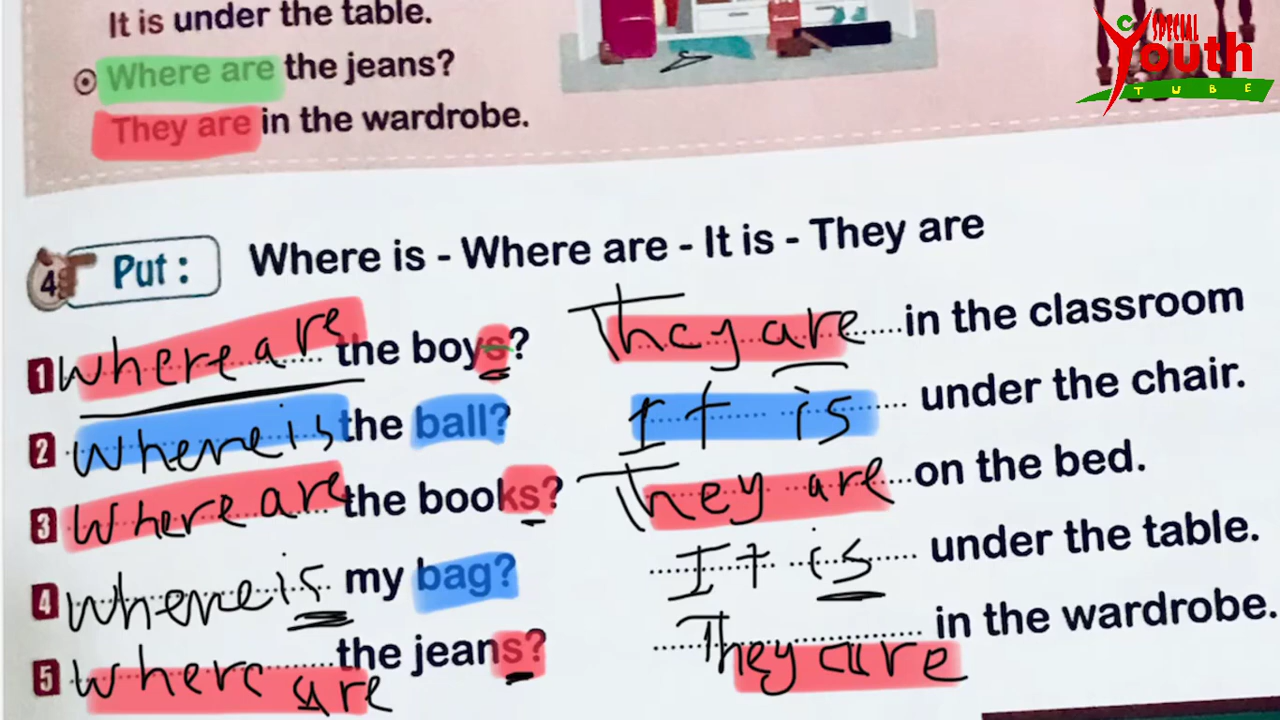 It is under the table.
SPECIAL
Youth
TUBE
Where are the jeans?
They are in the wardrobe.
4 Put : Where is - Where are - It is - They are
1 Where are the boys? They are in the classroom
2 Where is the ball? It is under the chair.
3 Where are the books? They are on the bed.
4 Where is my bag? It is under the table.
5 Where are the jeans? They are in the wardrobe.